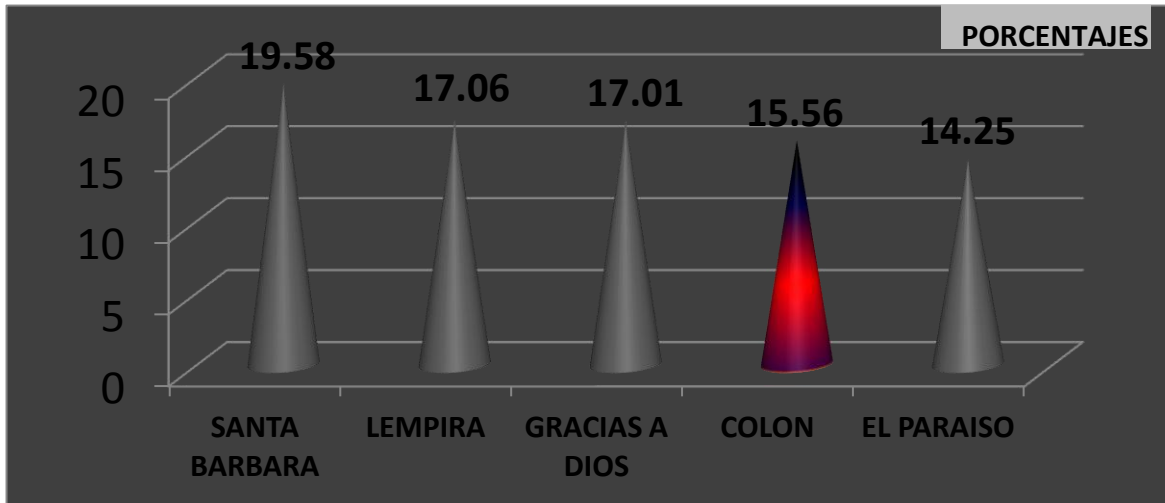 PORCENTAJES
19.58
17.06
17.01
15.56
14.25
20
15
10
5
0
SANTA
BARBARA
LEMPIRA
GRACIAS A
DIOS
COLON
EL PARAISO